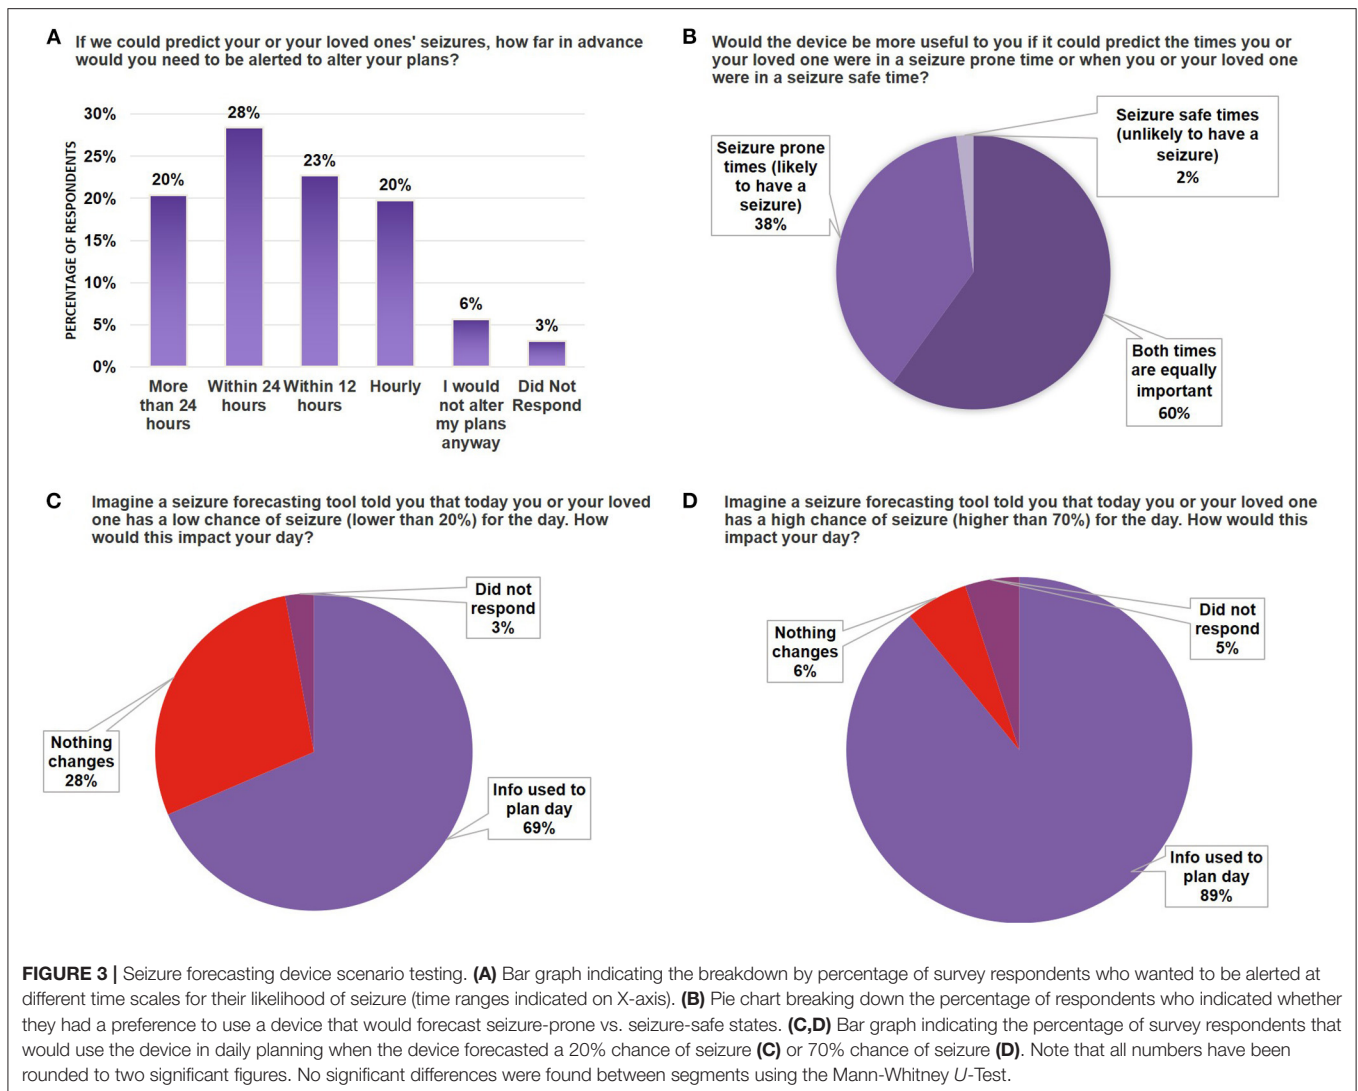 A If we could predict your or your loved ones' seizures, how far in advance
would you need to be alerted to alter your plans?
PERCENTAGE OF RESPONDENTS
30%
25%
20%
15%
10%
5%
0%
20%
28%
23%
20%
6%
3%
More
than 24
hours
Within 24
hours
Within 12
hours
Hourly
I would
not alter
my plans
anyway
Did Not
Respond
B Would the device be more useful to you if it could predict the times you or
your loved one were in a seizure prone time or when you or your loved one
were in a seizure safe time?
Seizure prone
times (likely
to have a
seizure)
38%
Seizure safe times
(unlikely to have a
seizure)
2%
Both times
are equally
important
60%
C Imagine a seizure forecasting tool told you that today you or your loved
one has a low chance of seizure (lower than 20%) for the day. How
would this impact your day?
Did not
respond
3%
Nothing
changes
28%
Info used to
plan day
69%
D Imagine a seizure forecasting tool told you that today you or your loved one
has a high chance of seizure (higher than 70%) for the day. How would this
impact your day?
Nothing
changes
6%
Did not
respond
5%
Info used to
plan day
89%
FIGURE 3 | Seizure forecasting device scenario testing. (A) Bar graph indicating the breakdown by percentage of survey respondents who wanted to be alerted at
different time scales for their likelihood of seizure (time ranges indicated on X-axis). (B) Pie chart breaking down the percentage of respondents who indicated whether
they had a preference to use a device that would forecast seizure-prone vs. seizure-safe states. (C,D) Bar graph indicating the percentage of survey respondents that
would use the device in daily planning when the device forecasted a 20% chance of seizure (C) or 70% chance of seizure (D). Note that all numbers have been
rounded to two significant figures. No significant differences were found between segments using the Mann-Whitney U-Test.